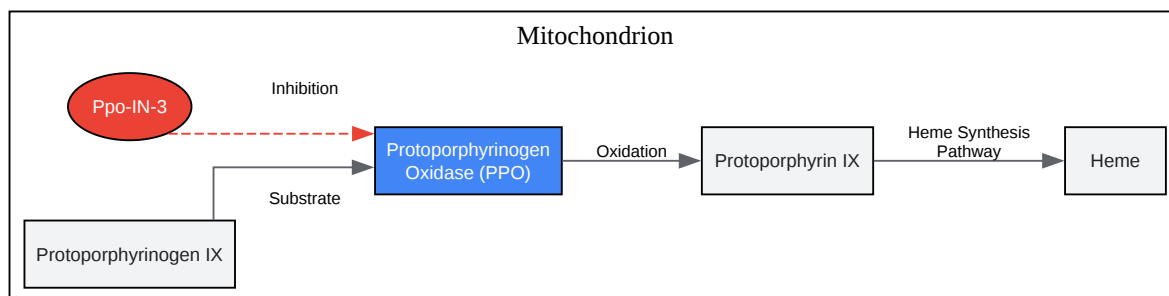 Mitochondrion
Ppo-IN-3
Inhibition
Protoporphyrinogen
Oxidase (PPO)
Oxidation
Protoporphyrin IX
Heme Synthesis
Pathway
Heme
Substrate
Protoporphyrinogen IX